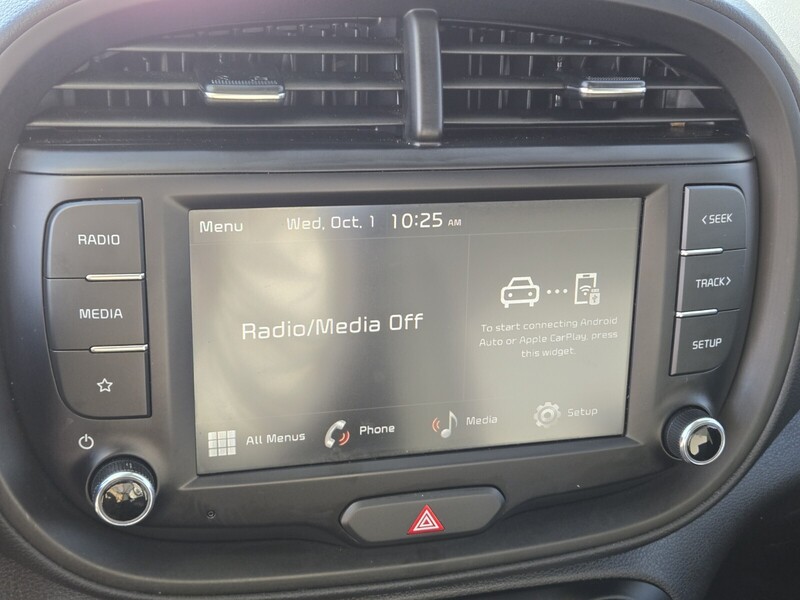 RADIO
MEDIA
Menu
Wed, Oct. 1 10:25 AM
Radio/Media Off
To start connecting Android
Auto or Apple CarPlay, press
this widget.
All Menus
Phone
Media
Setup
< SEEK
TRACK >
SETUP